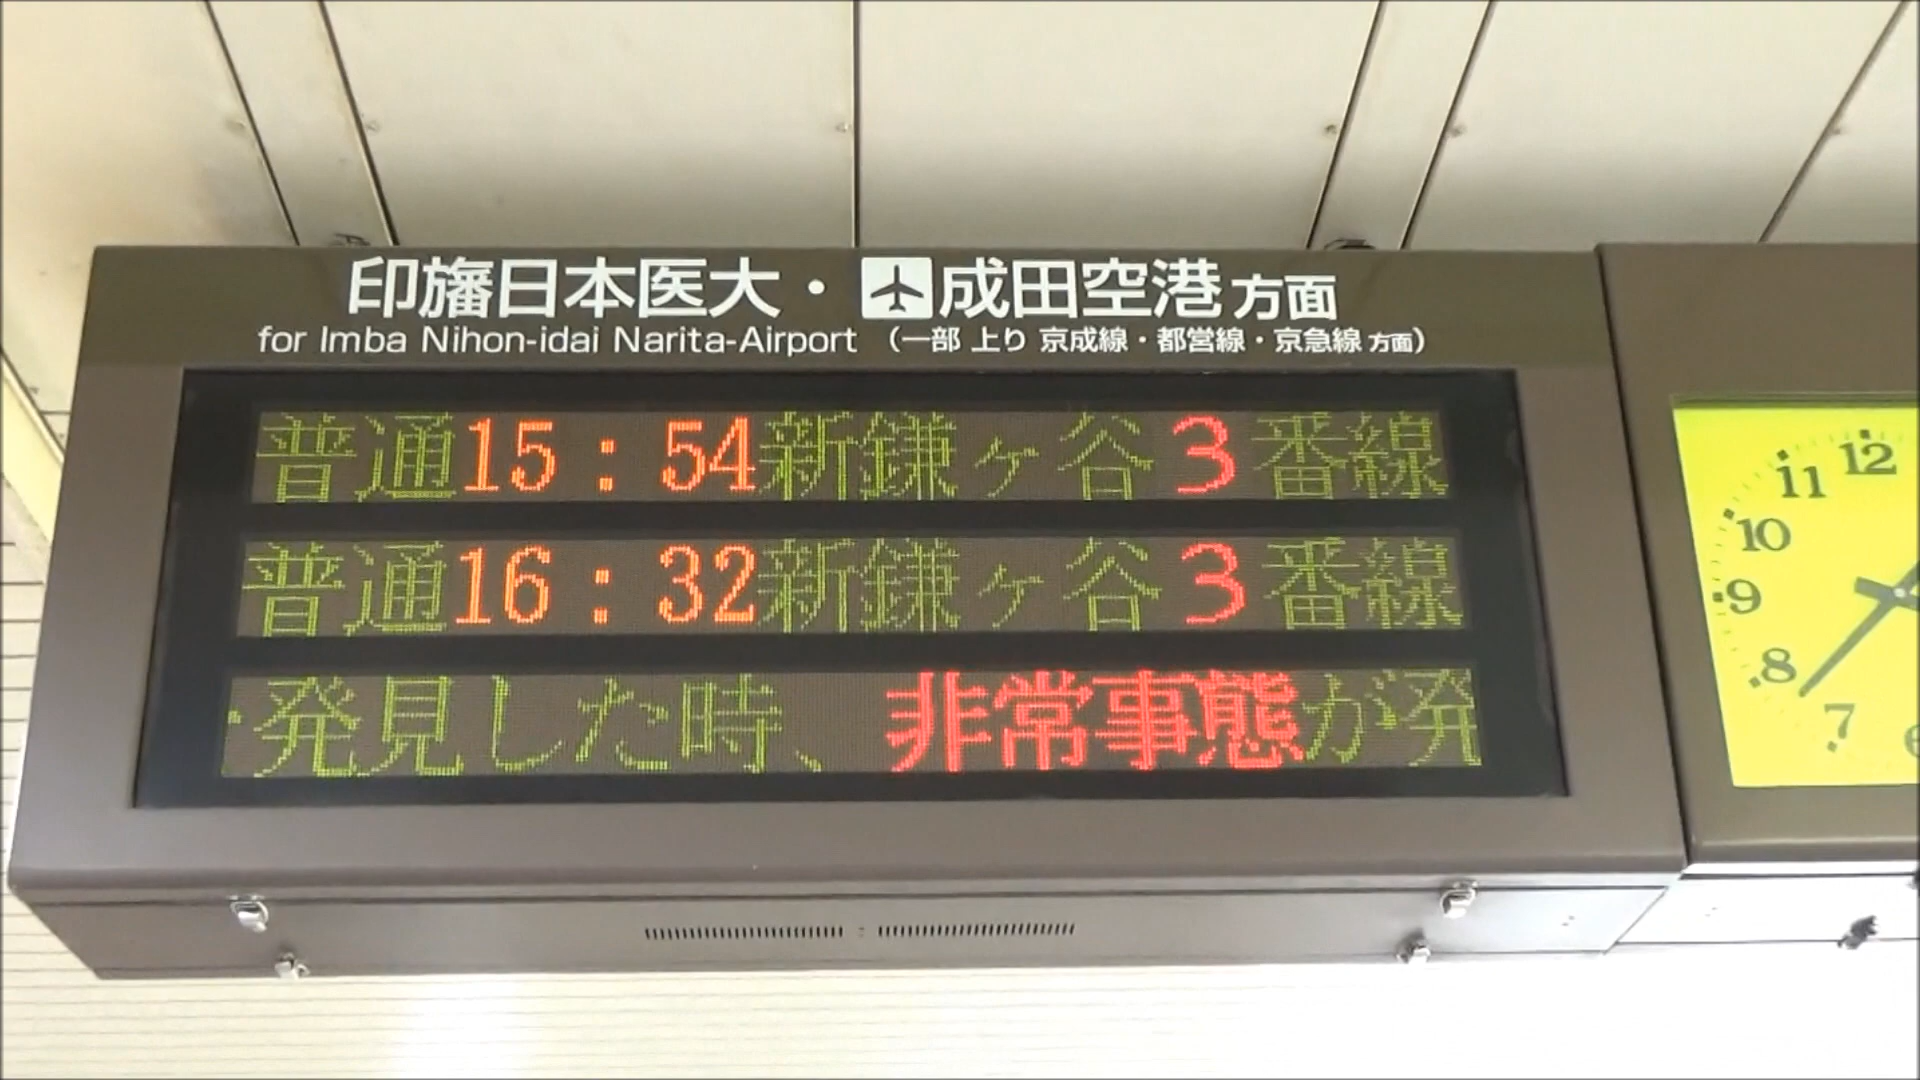 印旛日本医大・成田空港方面
for Imba Nihon-idai Narita-Airport （一部 上り 京成線・都営線・京急線 方面）
普通15：54新鎌ヶ谷3番線
普通16：32新鎌ヶ谷3番線
発見した時、非常事態が発
12
11
10
9
8
7
6